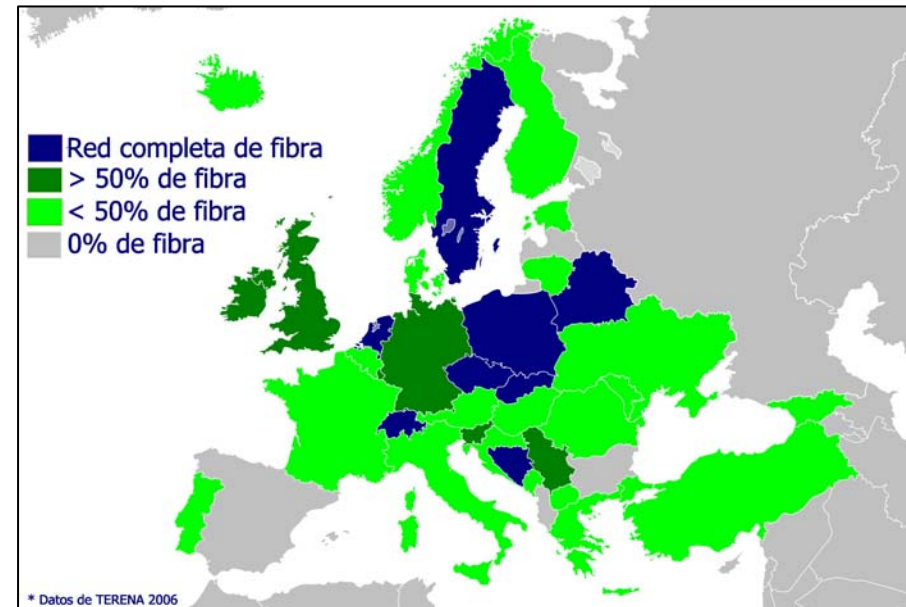 Red completa de fibra
> 50% de fibra
< 50% de fibra
0% de fibra
* Datos de TERENA 2006